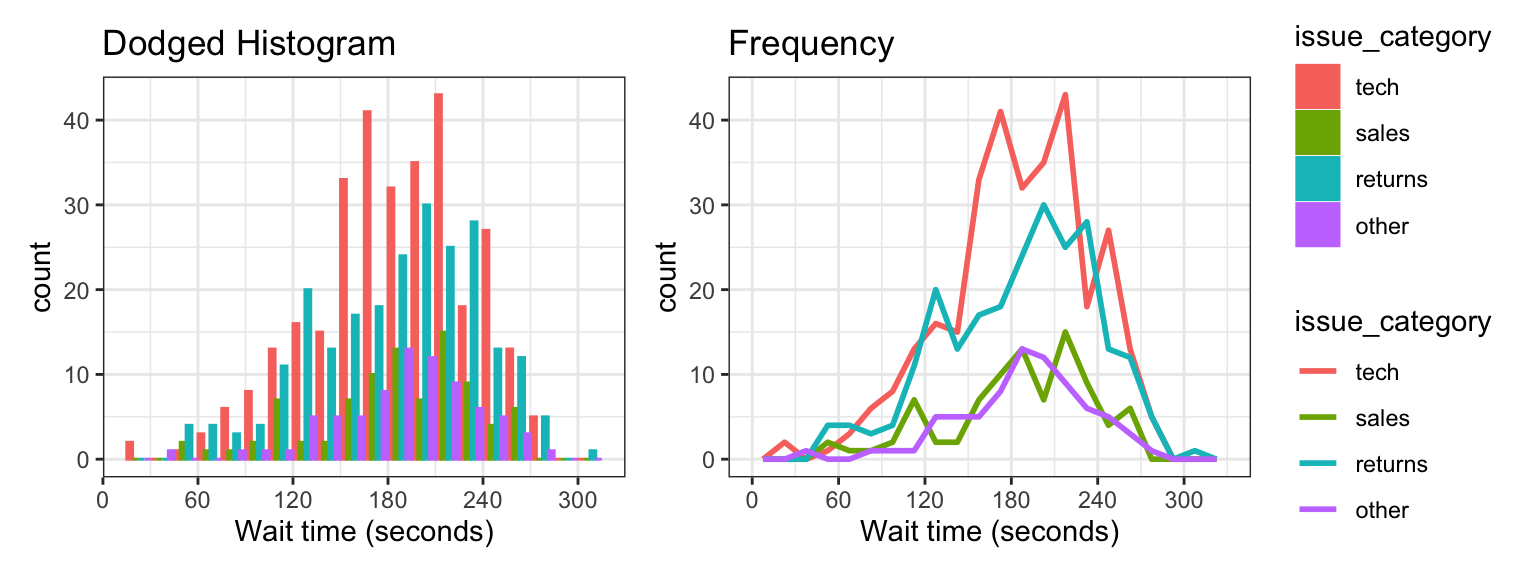 Dodged Histogram
count
40
30
20
10
0
0 60 120 180 240 300
Wait time (seconds)
Frequency
count
40
30
20
10
0
0 60 120 180 240 300
Wait time (seconds)
issue_category
tech
sales
returns
other
issue_category
tech
sales
returns
other